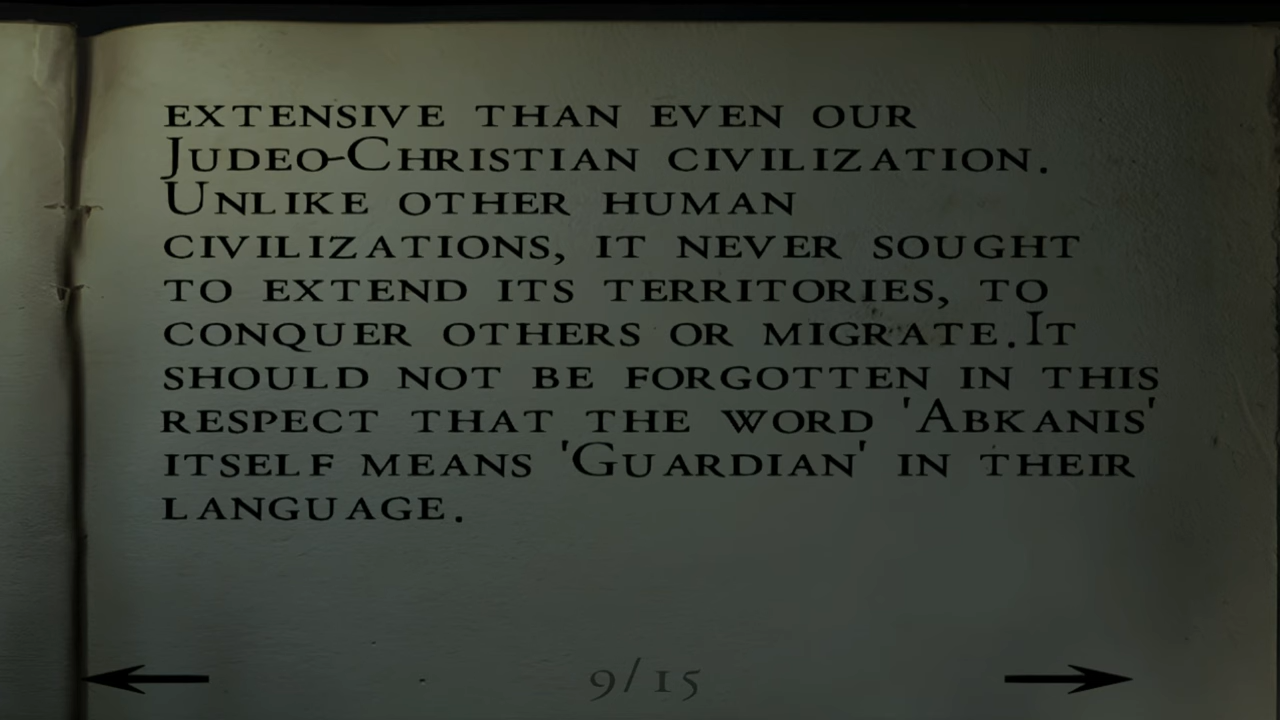 EXTENSIVE THAN EVEN OUR
JUDEO-CHRISTIAN CIVILIZATION.
UNLIKE OTHER HUMAN
CIVILIZATIONS, IT NEVER SOUGHT
TO EXTEND ITS TERRITORIES, TO
CONQUER OTHERS OR MIGRATE.IT
SHOULD NOT BE FORGOTTEN IN THIS
RESPECT THAT THE WORD 'ABKANIS'
ITSELF MEANS 'GUARDIAN' IN THEIR
LANGUAGE.
9/15